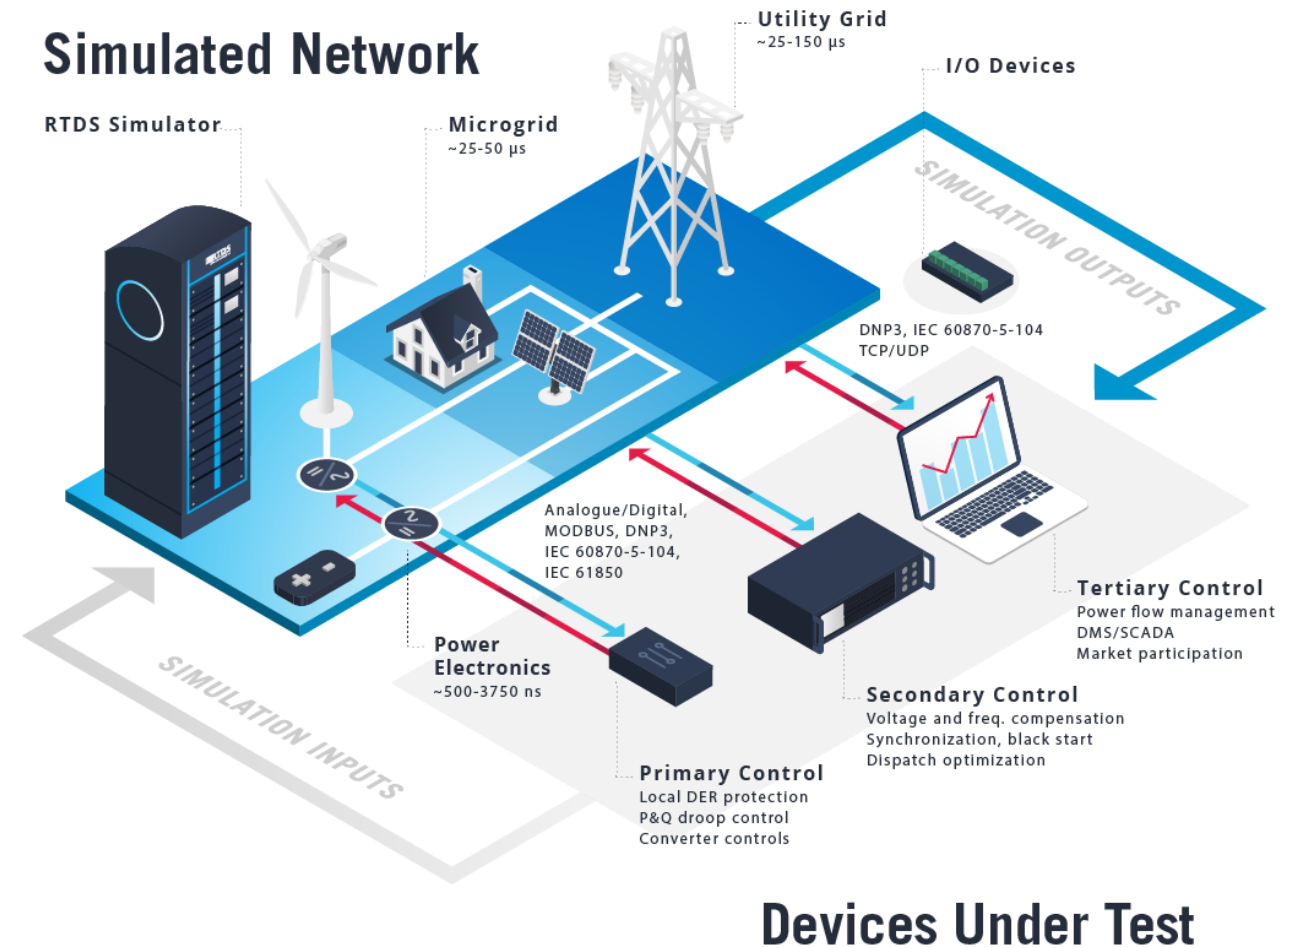 Simulated Network
Utility Grid
~25-150 µs
I/O Devices
RTDS Simulator
Microgrid
~25-50 µs
SIMULATION OUTPUTS
RTDS
DNP3, IEC 60870-5-104
TCP/UDP
Analogue/Digital,
MODBUS, DNP3,
IEC 60870-5-104,
IEC 61850
Tertiary Control
Power flow management
DMS/SCADA
Market participation
Power
Electronics
~500-3750 ns
SIMULATION INPUTS
Secondary Control
Voltage and freq. compensation
Synchronization, black start
Dispatch optimization
Primary Control
Local DER protection
P&Q droop control
Converter controls
Devices Under Test